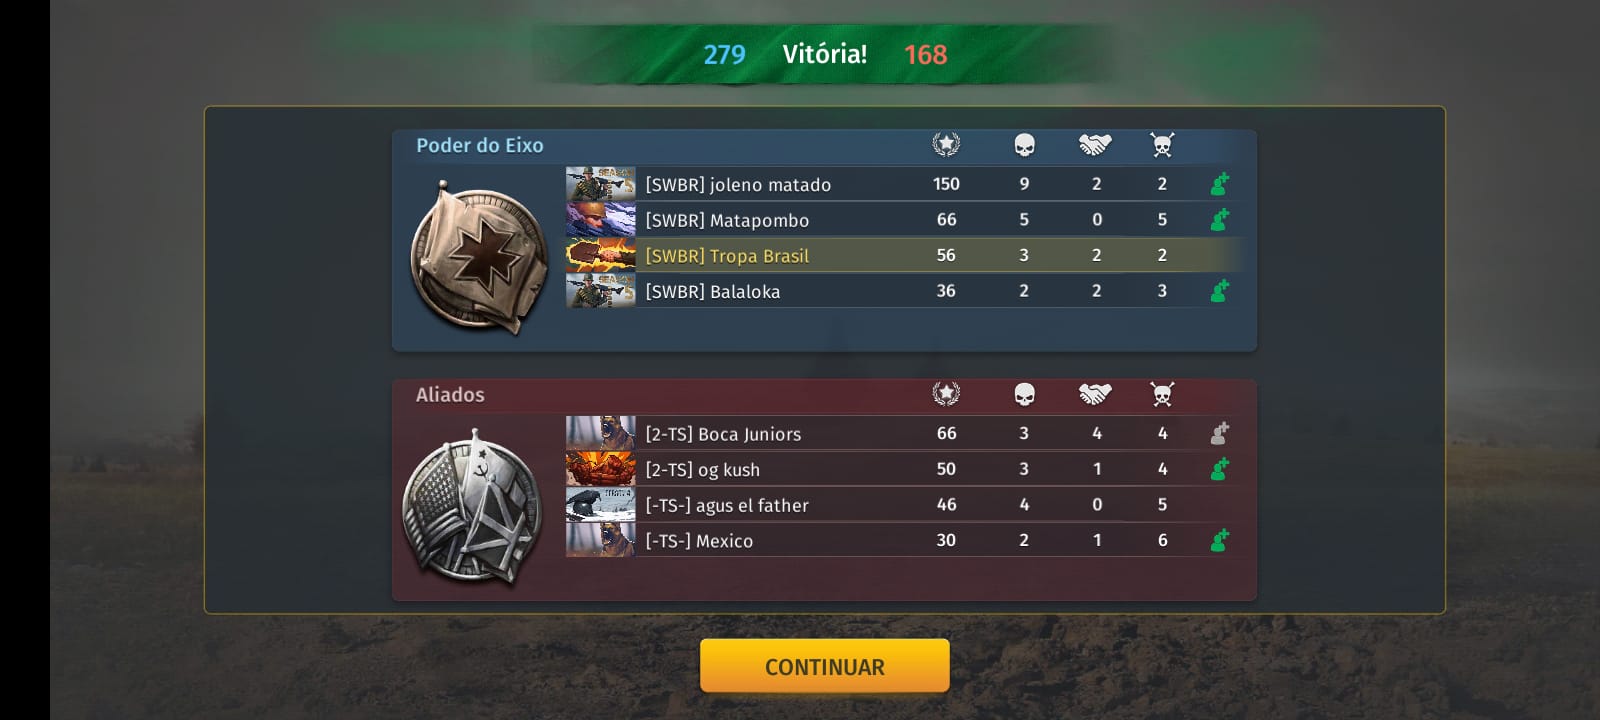 279 Vitória! 168
Poder do Eixo
[SWBR] joleno matado 150 9 2 2
[SWBR] Matapombo 66 5 0 5
[SWBR] Tropa Brasil 56 3 2 2
[SWBR] Balaloka 36 2 2 3
Aliados
[2-TS] Boca Juniors 66 3 4 4
[2-TS] og kush 50 3 1 4
[-TS-] agus el father 46 4 0 5
[-TS-] Mexico 30 2 1 6
CONTINUAR